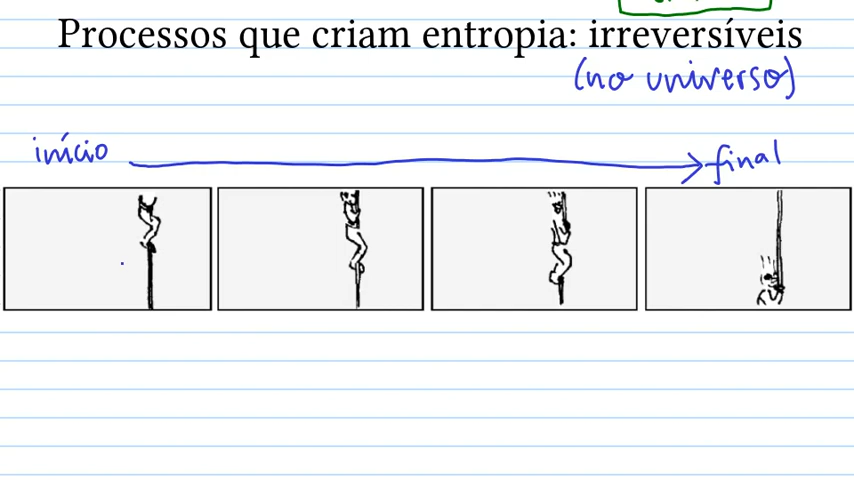 Processos que criam entropia: irreversíveis
(no universo)
início
final